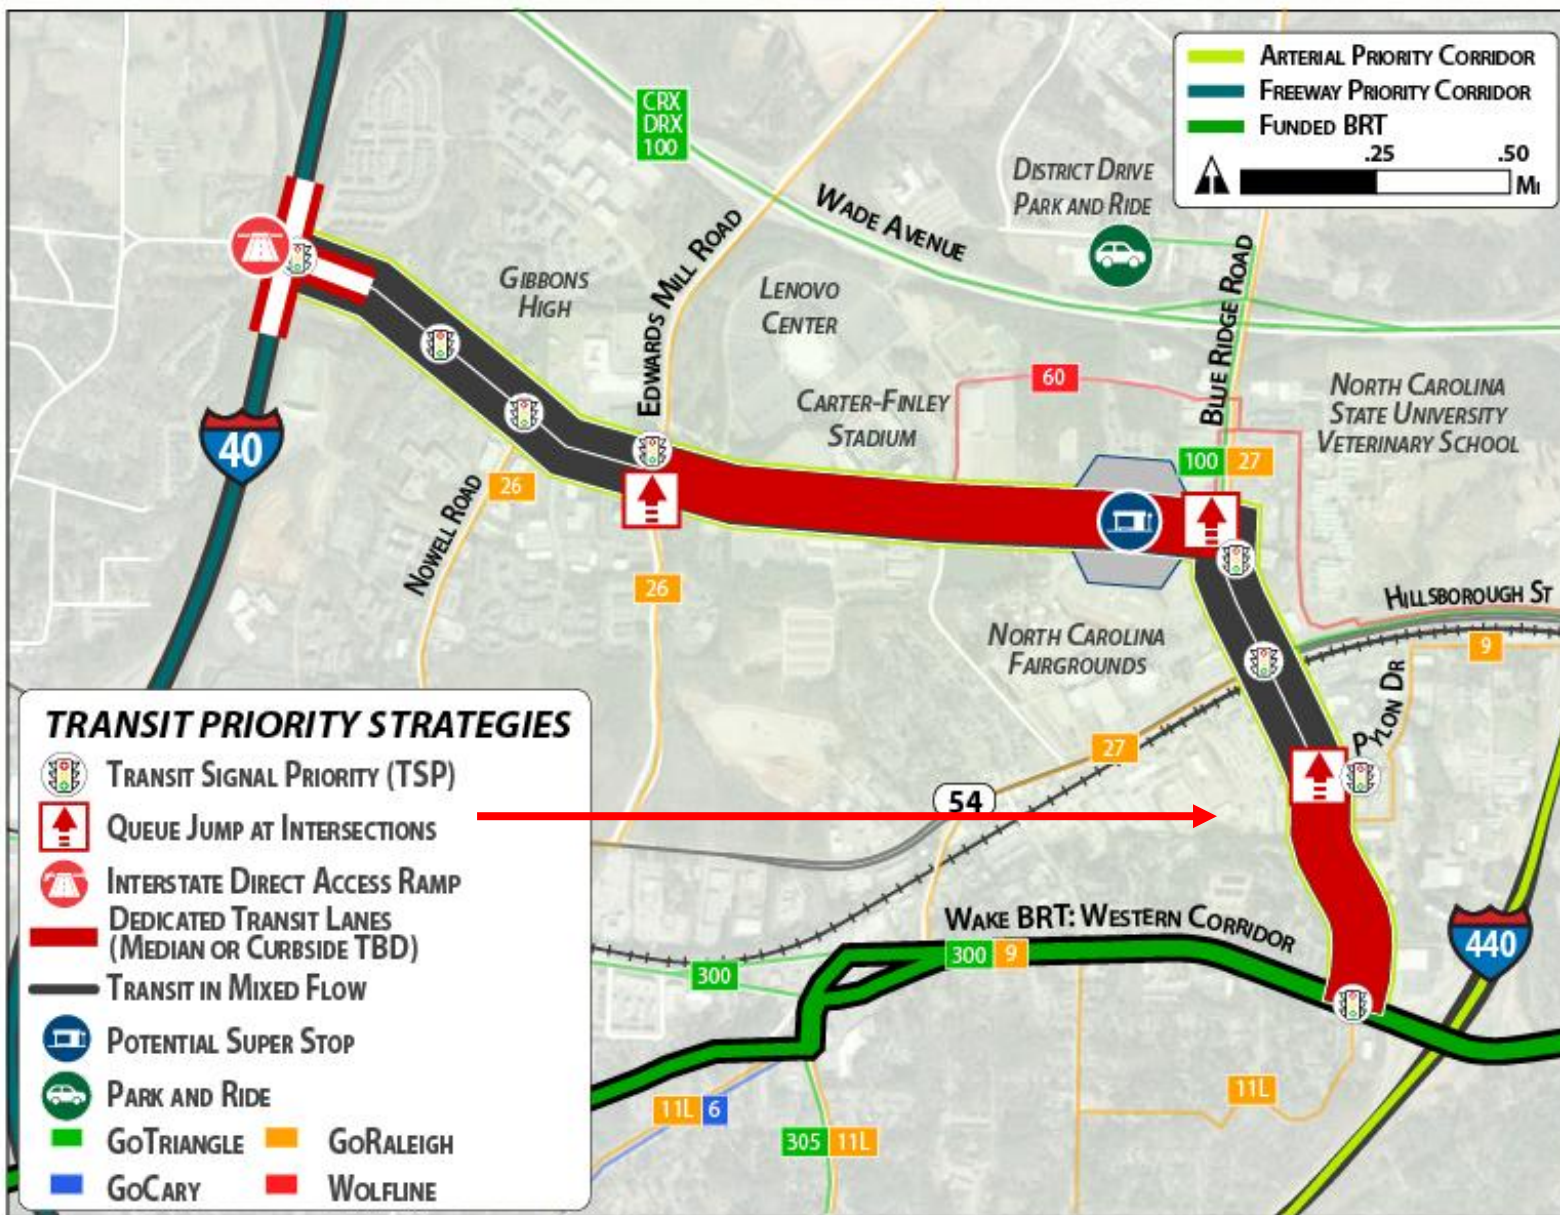 ARTERIAL PRIORITY CORRIDOR
FREEWAY PRIORITY CORRIDOR
FUNDED BRT
.25 .50
MI
CRX
DRX
100
DISTRICT DRIVE
PARK AND RIDE
WADE AVENUE
EDWARDS MILL ROAD
BLUE RIDGE ROAD
GIBBONS
HIGH
LENOVO
CENTER
60
CARTER-FINLEY
STADIUM
NORTH CAROLINA
STATE UNIVERSITY
VETERINARY SCHOOL
40
100 27
26
NOWELL ROAD
26
HILLSBOROUGH ST
NORTH CAROLINA
FAIRGROUNDS
9
PYLON DR
27
54
WAKE BRT: WESTERN CORRIDOR
440
300 9
300
11L 6
305 11L
11L
TRANSIT PRIORITY STRATEGIES
TRANSIT SIGNAL PRIORITY (TSP)
QUEUE JUMP AT INTERSECTIONS
INTERSTATE DIRECT ACCESS RAMP
DEDICATED TRANSIT LANES
(MEDIAN OR CURBSIDE TBD)
TRANSIT IN MIXED FLOW
POTENTIAL SUPER STOP
PARK AND RIDE
GOTRIANGLE GORALEIGH
GOCARY WOLFLINE